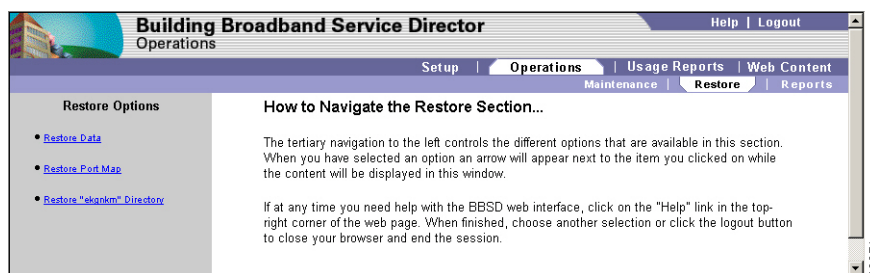 Building Broadband Service Director
Operations
Help | Logout
Setup | Operations | Usage Reports | Web Content
Maintenance | Restore | Reports
Restore Options
Restore Data
Restore Port Map
Restore "ekgnkm" Directory
How to Navigate the Restore Section...
The tertiary navigation to the left controls the different options that are available in this section.
When you have selected an option an arrow will appear next to the item you clicked on while
the content will be displayed in this window.
If at any time you need help with the BBSD web interface, click on the "Help" link in the top-
right corner of the web page. When finished, choose another selection or click the logout button
to close your browser and end the session.